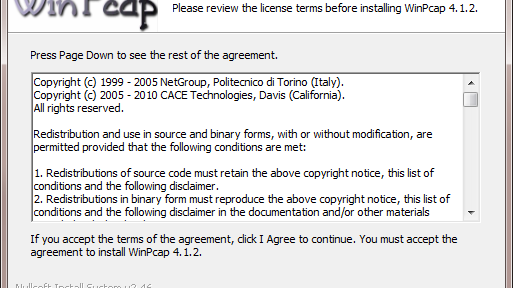 WinPcap
Please review the license terms before installing WinPcap 4.1.2.
Press Page Down to see the rest of the agreement.
Copyright (c) 1999 - 2005 NetGroup, Politecnico di Torino (Italy).
Copyright (c) 2005 - 2010 CACE Technologies, Davis (California).
All rights reserved.
Redistribution and use in source and binary forms, with or without modification, are
permitted provided that the following conditions are met:
1. Redistributions of source code must retain the above copyright notice, this list of
conditions and the following disclaimer.
2. Redistributions in binary form must reproduce the above copyright notice, this list of
conditions and the following disclaimer in the documentation and/or other materials
If you accept the terms of the agreement, click I Agree to continue. You must accept the
agreement to install WinPcap 4.1.2.
Nullsoft Install System v2.46